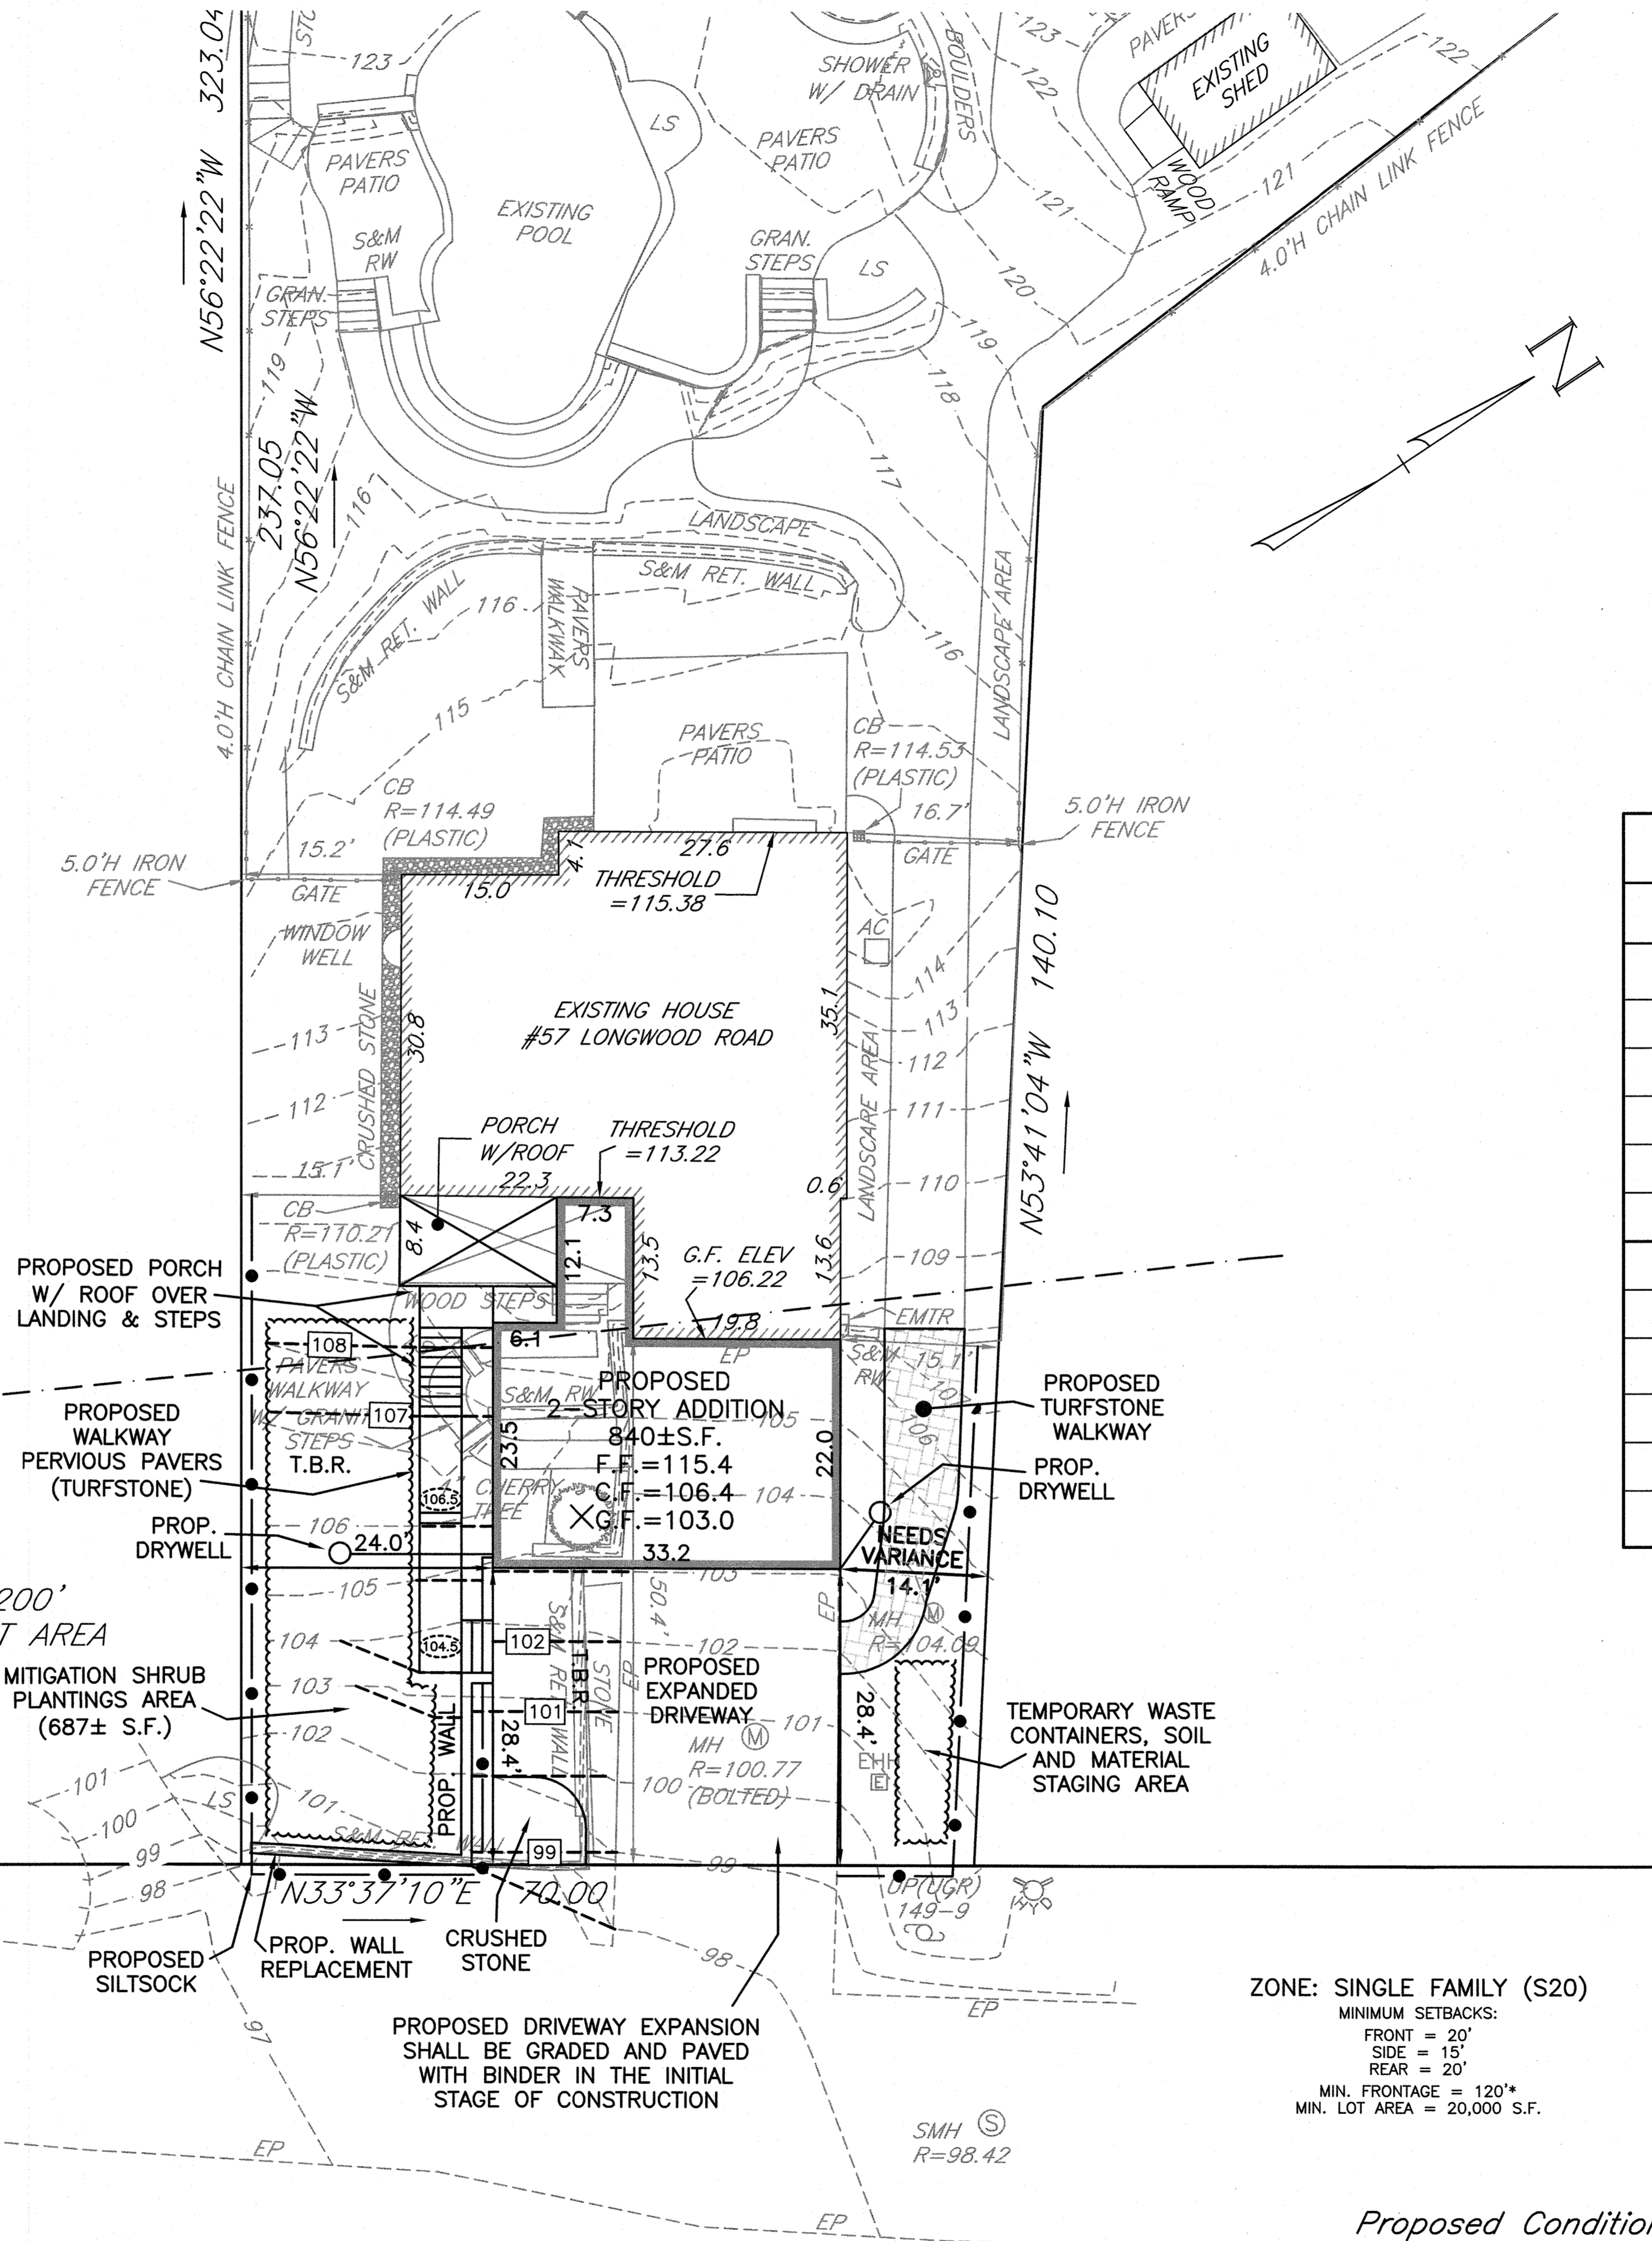 323.04
N56°22'22"W
123
PAVERS
PATIO
S&M
RW
GRAN.
STEPS
EXISTING
POOL
LS
SHOWER
W/ DRAIN
BOULDERS
PAVERS
PATIO
GRAN.
STEPS
LS
123
122
121
120
119
118
117
116
EXISTING
SHED
WOOD
RAMP
122
121
4.0'H CHAIN LINK FENCE
N
119
237.05
N56°22'22"W
116
4.0'H CHAIN LINK FENCE
LANDSCAPE
S&M RET. WALL
S&M RET. WALL
116
PAVERS
WALKWAY
115
LANDSCAPE AREA
PAVERS
PATIO
CB
R=114.53
(PLASTIC)
16.7'
5.0'H IRON
FENCE
GATE
CB
R=114.49
(PLASTIC)
15.2'
5.0'H IRON
FENCE
GATE
4.1
27.6
15.0
THRESHOLD
=115.38
WINDOW
WELL
CRUSHED STONE
AC
114
113
112
111
110
109
LANDSCAPE AREA
N53°41'04"W 140.10
EXISTING HOUSE
#57 LONGWOOD ROAD
30.8
35.1
113
112
15.1'
PORCH
W/ROOF
22.3
THRESHOLD
=113.22
0.6
CB
R=110.21
(PLASTIC)
8.4
7.3
12.1
13.5
13.6
G.F. ELEV
=106.22
19.8
EMTR
EP
PROPOSED PORCH
W/ ROOF OVER
LANDING & STEPS
WOOD STEPS
6.1
108
PAVERS
WALKWAY
W/ GRANITE
STEPS
T.B.R.
107
S&M RW
PROPOSED
2-STORY ADDITION
840±S.F.
F.F.=115.4
C.F.=106.4
G.F.=103.0
105
104
23.5
22.0
33.2
4" CHERRY
TREE
S&M
RW
15.1'
107
106
PROPOSED
TURFSTONE
WALKWAY
PROP.
DRYWELL
PROPOSED
WALKWAY
PERVIOUS PAVERS
(TURFSTONE)
PROP.
DRYWELL
24.0'
106
106.5
105
104
104.5
103
102
101
NEEDS
VARIANCE
14.1'
MH
R=104.09
200'
T AREA
MITIGATION SHRUB
PLANTINGS AREA
(687± S.F.)
103
50.4'
EP
EP
102
102
101
101
100
99
99
STONE
T.B.R.
S&M RET. WALL
PROPOSED
EXPANDED
DRIVEWAY
MH
M
R=100.77
(BOLTED)
PROP. WALL
28.4'
28.4'
EHH
E
TEMPORARY WASTE
CONTAINERS, SOIL
AND MATERIAL
STAGING AREA
101
100
99
98
LS
S&M RET. WALL
N33°37'10"E 70.00
UP(UGR)
149-9
HYD
PROPOSED
SILTSOCK
PROP. WALL
REPLACEMENT
CRUSHED
STONE
98
97
EP
PROPOSED DRIVEWAY EXPANSION
SHALL BE GRADED AND PAVED
WITH BINDER IN THE INITIAL
STAGE OF CONSTRUCTION
ZONE: SINGLE FAMILY (S20)
MINIMUM SETBACKS:
FRONT = 20'
SIDE = 15'
REAR = 20'
MIN. FRONTAGE = 120'*
MIN. LOT AREA = 20,000 S.F.
SMH S
R=98.42
EP
EP
Proposed Condition